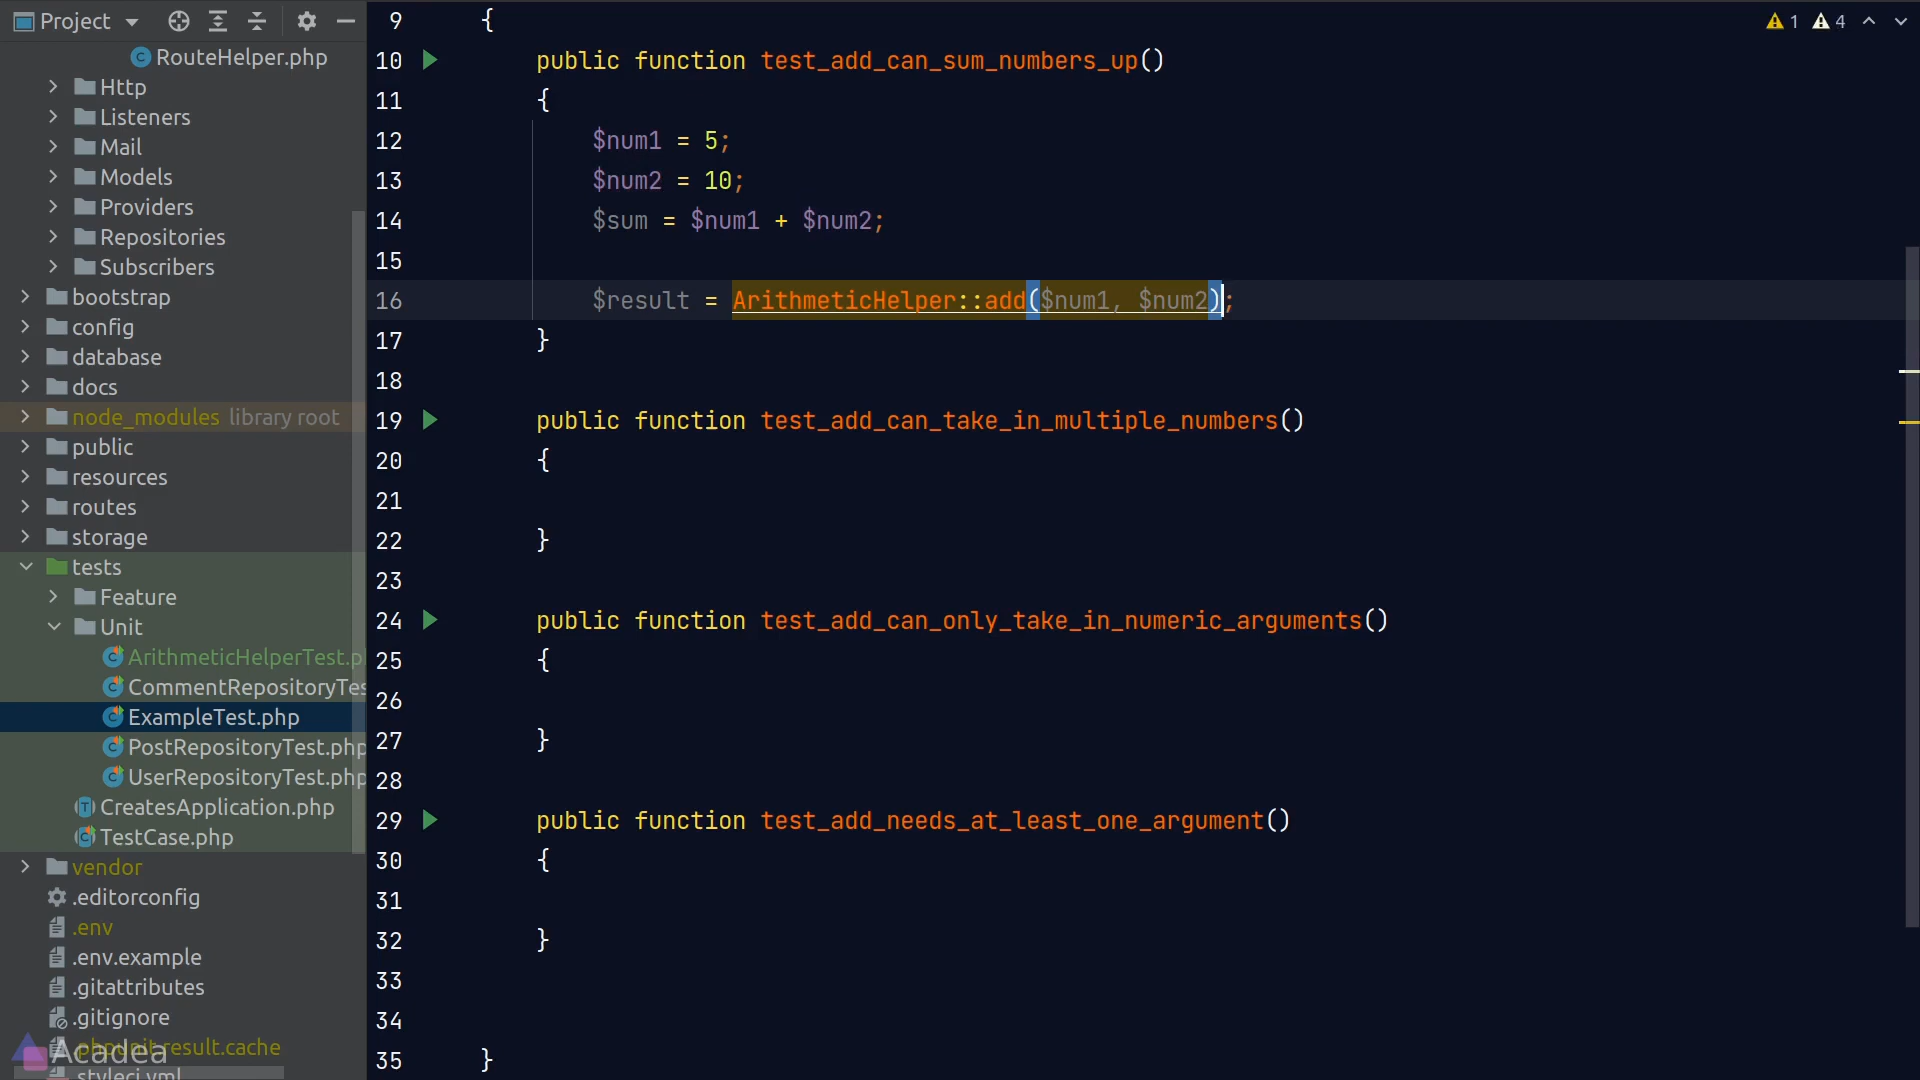 Project
RouteHelper.php
Http
Listeners
Mail
Models
Providers
Repositories
Subscribers
bootstrap
config
database
docs
node_modules library root
public
resources
routes
storage
tests
Feature
Unit
ArithmeticHelperTest.p
CommentRepositoryTes
ExampleTest.php
PostRepositoryTest.php
UserRepositoryTest.php
CreatesApplication.php
TestCase.php
vendor
.editorconfig
.env
.env.example
.gitattributes
.gitignore
.phpunit.result.cache
Acadea
.styleci.yml
1 4
9 {
10 public function test_add_can_sum_numbers_up()
11 {
12 $num1 = 5;
13 $num2 = 10;
14 $sum = $num1 + $num2;
15
16 $result = ArithmeticHelper::add($num1, $num2);
17 }
18
19 public function test_add_can_take_in_multiple_numbers()
20 {
21
22 }
23
24 public function test_add_can_only_take_in_numeric_arguments()
25 {
26
27 }
28
29 public function test_add_needs_at_least_one_argument()
30 {
31
32 }
33
34
35 }